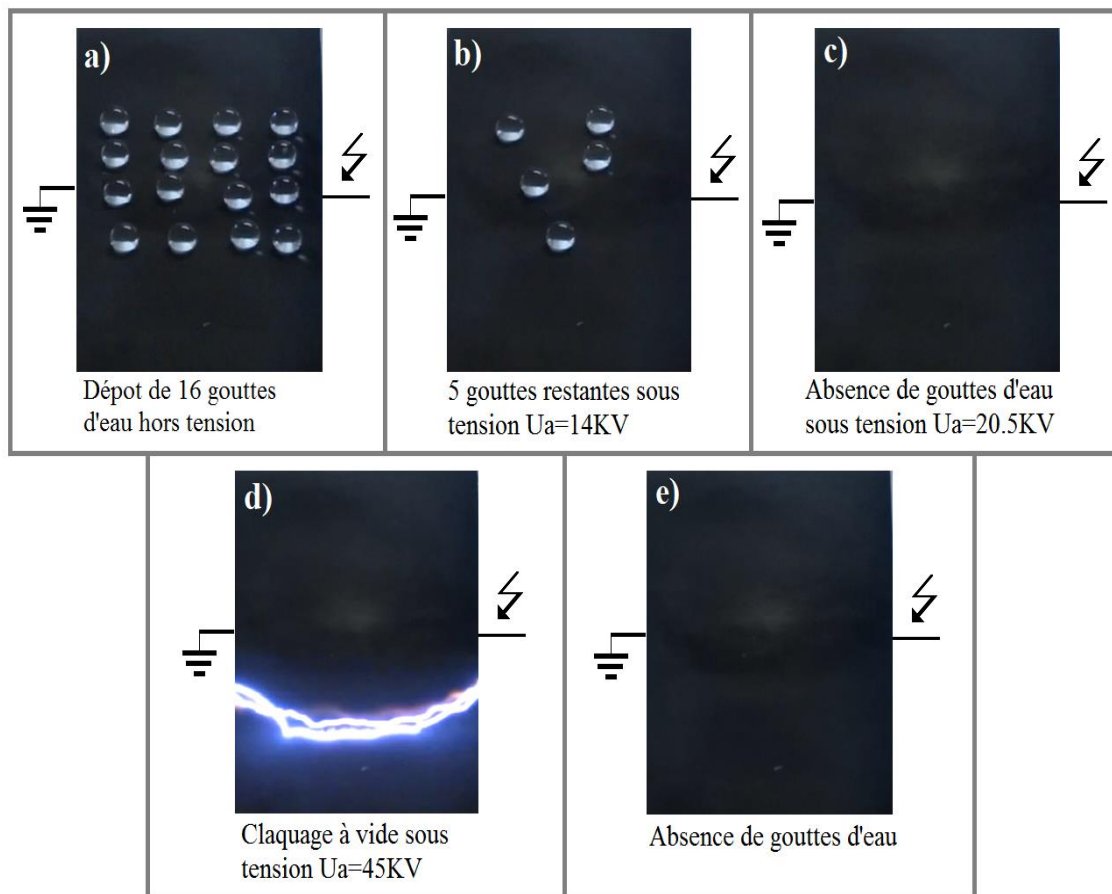 a)
Dépot de 16 gouttes
d'eau hors tension
b)
5 gouttes restantes sous
tension Ua=14KV
c)
Absence de gouttes d'eau
sous tension Ua=20.5KV
d)
Claquage à vide sous
tension Ua=45KV
e)
Absence de gouttes d'eau